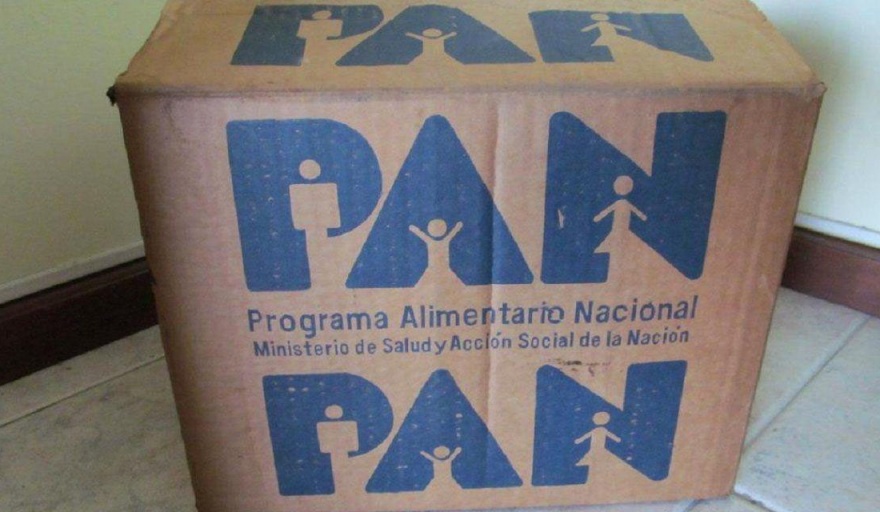 PAN
PAN
Programa Alimentario Nacional
Ministerio de Salud y Acción Social de la Nación
PAN